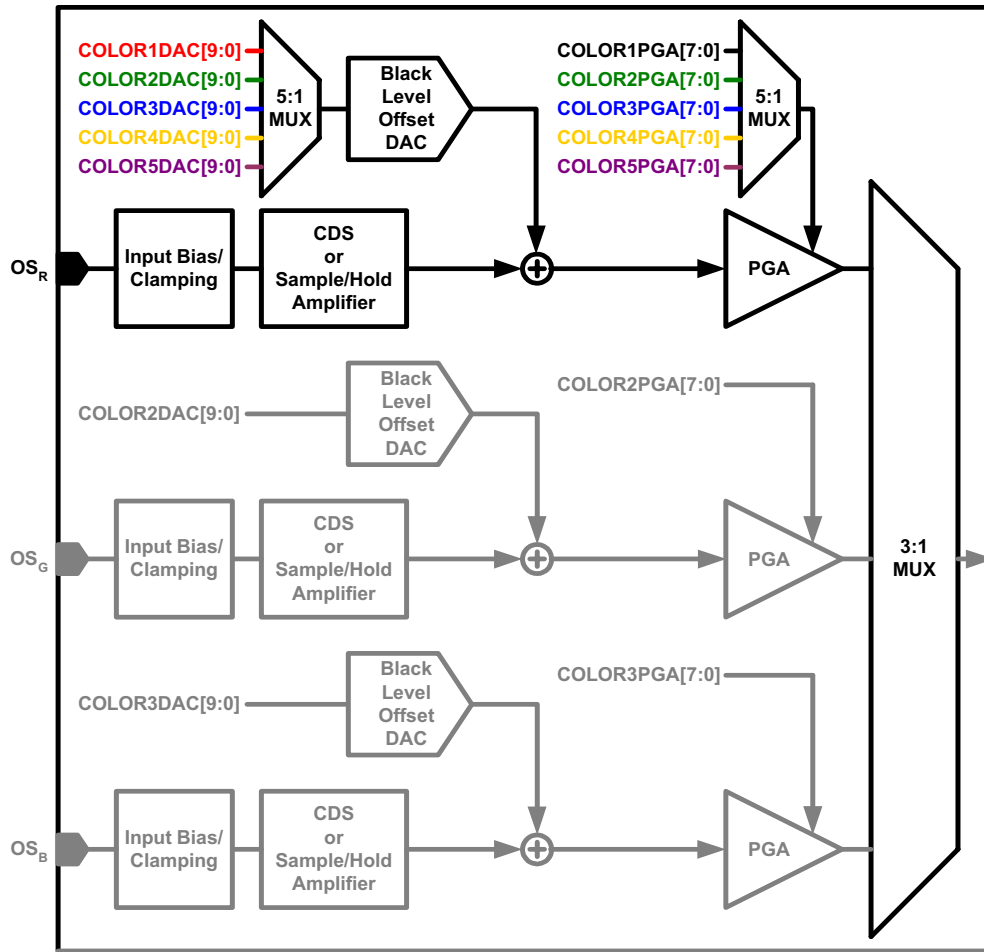 COLOR1DAC[9:0]
COLOR2DAC[9:0]
COLOR3DAC[9:0]
COLOR4DAC[9:0]
COLOR5DAC[9:0]
5:1
MUX
Black
Level
Offset
DAC
COLOR1PGA[7:0]
COLOR2PGA[7:0]
COLOR3PGA[7:0]
COLOR4PGA[7:0]
COLOR5PGA[7:0]
5:1
MUX
OSR
Input Bias/
Clamping
CDS
or
Sample/Hold
Amplifier
PGA
COLOR2DAC[9:0]
Black
Level
Offset
DAC
COLOR2PGA[7:0]
OSG
Input Bias/
Clamping
CDS
or
Sample/Hold
Amplifier
PGA
3:1
MUX
COLOR3DAC[9:0]
Black
Level
Offset
DAC
COLOR3PGA[7:0]
OSB
Input Bias/
Clamping
CDS
or
Sample/Hold
Amplifier
PGA